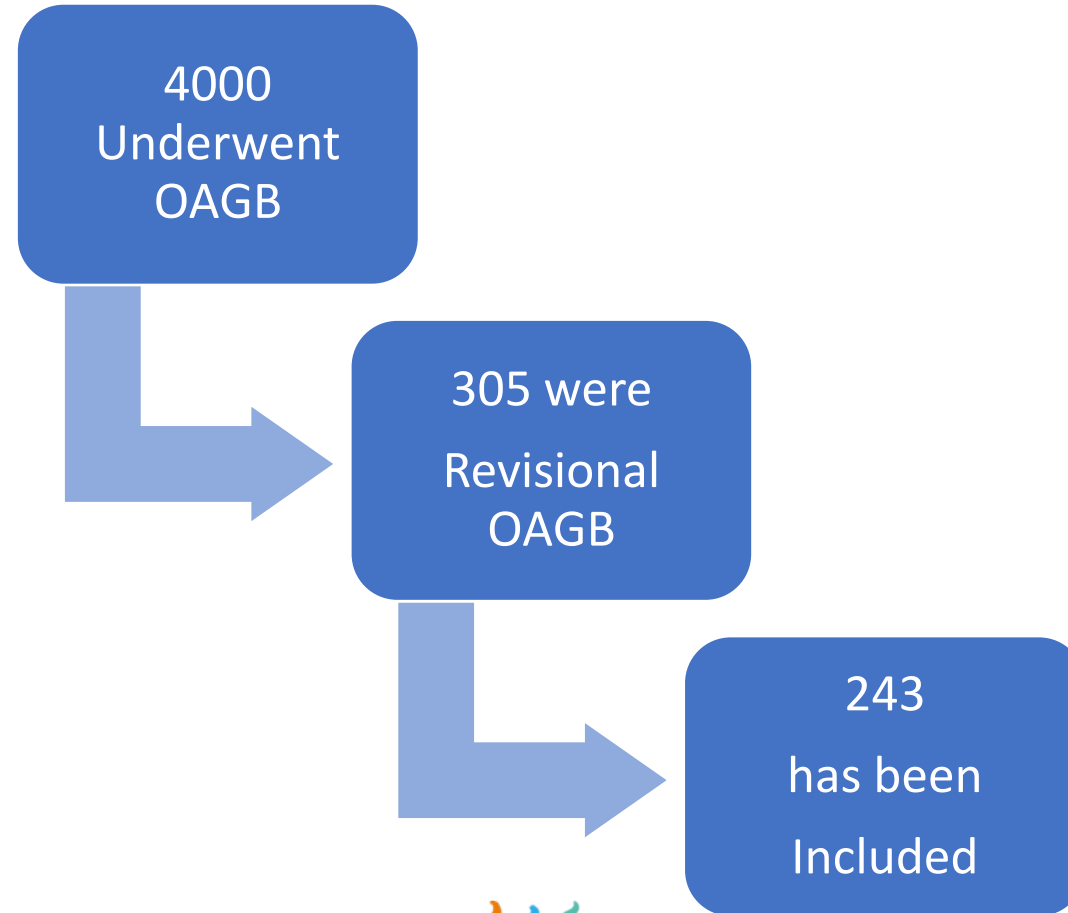 4000
Underwent
OAGB
305 were
Revisional
OAGB
243
has been
Included